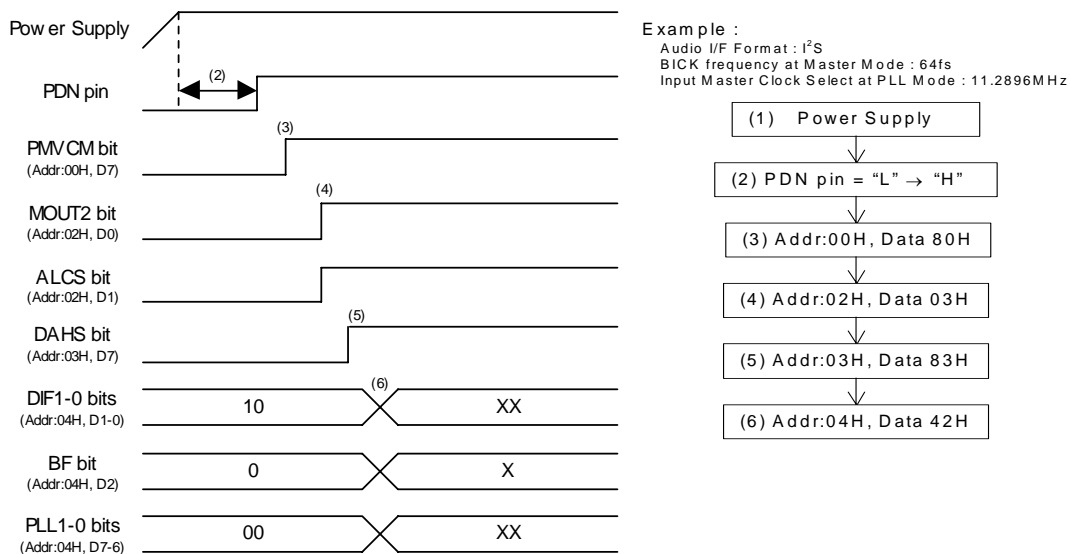 Power Supply
(2)
PDN pin
(3)
PMVCM bit
(Addr:00H, D7)
(4)
MOUT2 bit
(Addr:02H, D0)
ALCS bit
(Addr:02H, D1)
(5)
DAHS bit
(Addr:03H, D7)
(6)
DIF1-0 bits
(Addr:04H, D1-0)
10
XX
BF bit
(Addr:04H, D2)
0
X
PLL1-0 bits
(Addr:04H, D7-6)
00
XX
Example :
Audio I/F Format : I²S
BICK frequency at Master Mode : 64fs
Input Master Clock Select at PLL Mode : 11.2896MHz
(1) Power Supply
(2) PDN pin = “L” → “H”
(3) Addr:00H, Data 80H
(4) Addr:02H, Data 03H
(5) Addr:03H, Data 83H
(6) Addr:04H, Data 42H